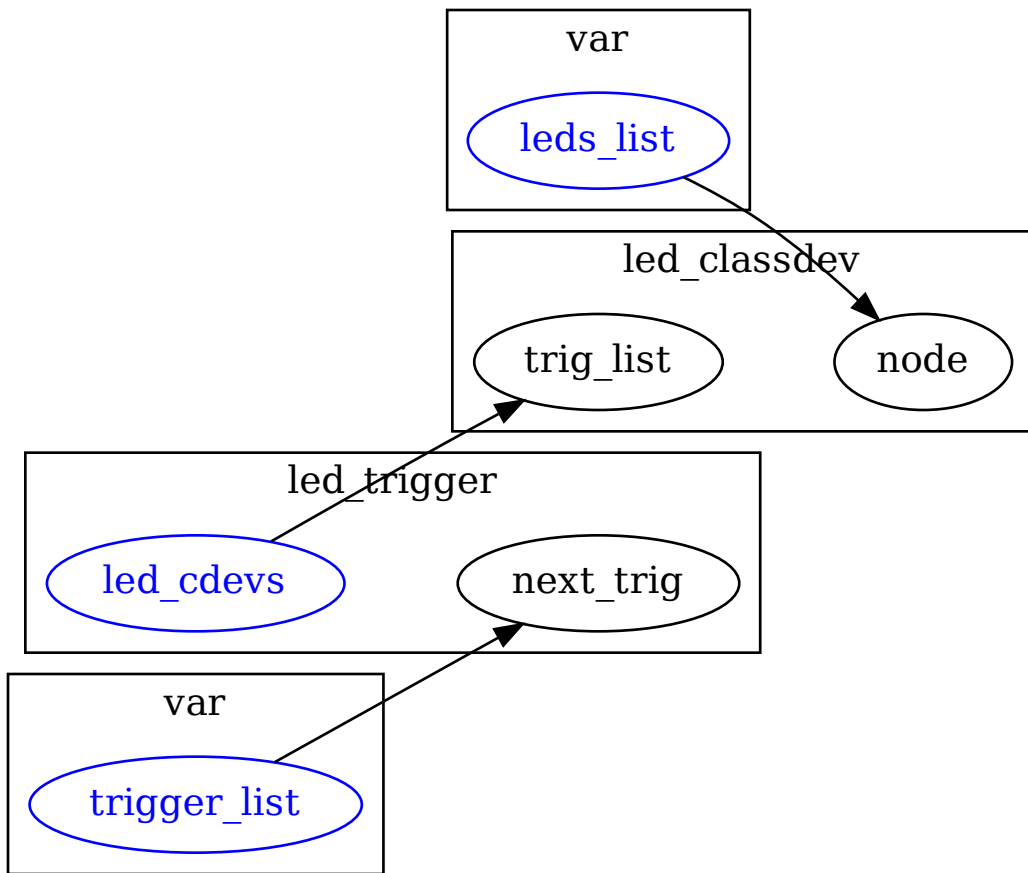 var
leds_list
led_classdev
trig_list
node
led_trigger
led_cdevs
next_trig
var
trigger_list